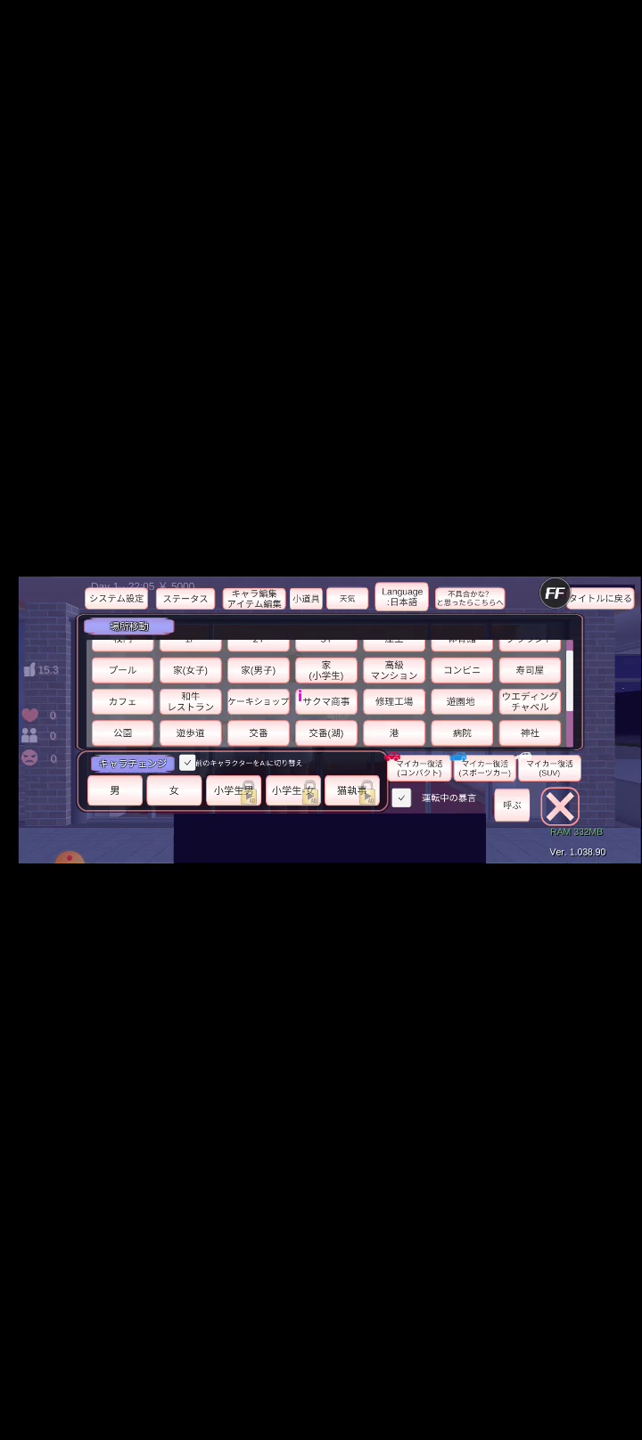 Day 1 - 22:05 ¥ 5000
システム設定
ステータス
キャラ編集
アイテム編集
小道具
天気
Language
:日本語
不具合かな?
と思ったらこちらへ
FF
タイトルに戻る
場所移動
プール
家(女子)
家(男子)
家
(小学生)
高級
マンション
コンビニ
寿司屋
カフェ
和牛
レストラン
ケーキショップ
サクマ商事
修理工場
遊園地
ウエディング
チャペル
公園
遊歩道
交番
交番(湖)
港
病院
神社
15.3
0
0
0
キャラチェンジ
前のキャラクターをAIに切り替え
男
女
小学生男
小学生女
猫執事
マイカー復活
(コンパクト)
マイカー復活
(スポーツカー)
マイカー復活
(SUV)
運転中の暴言
呼ぶ
RAM 332MB
Ver. 1.038.90